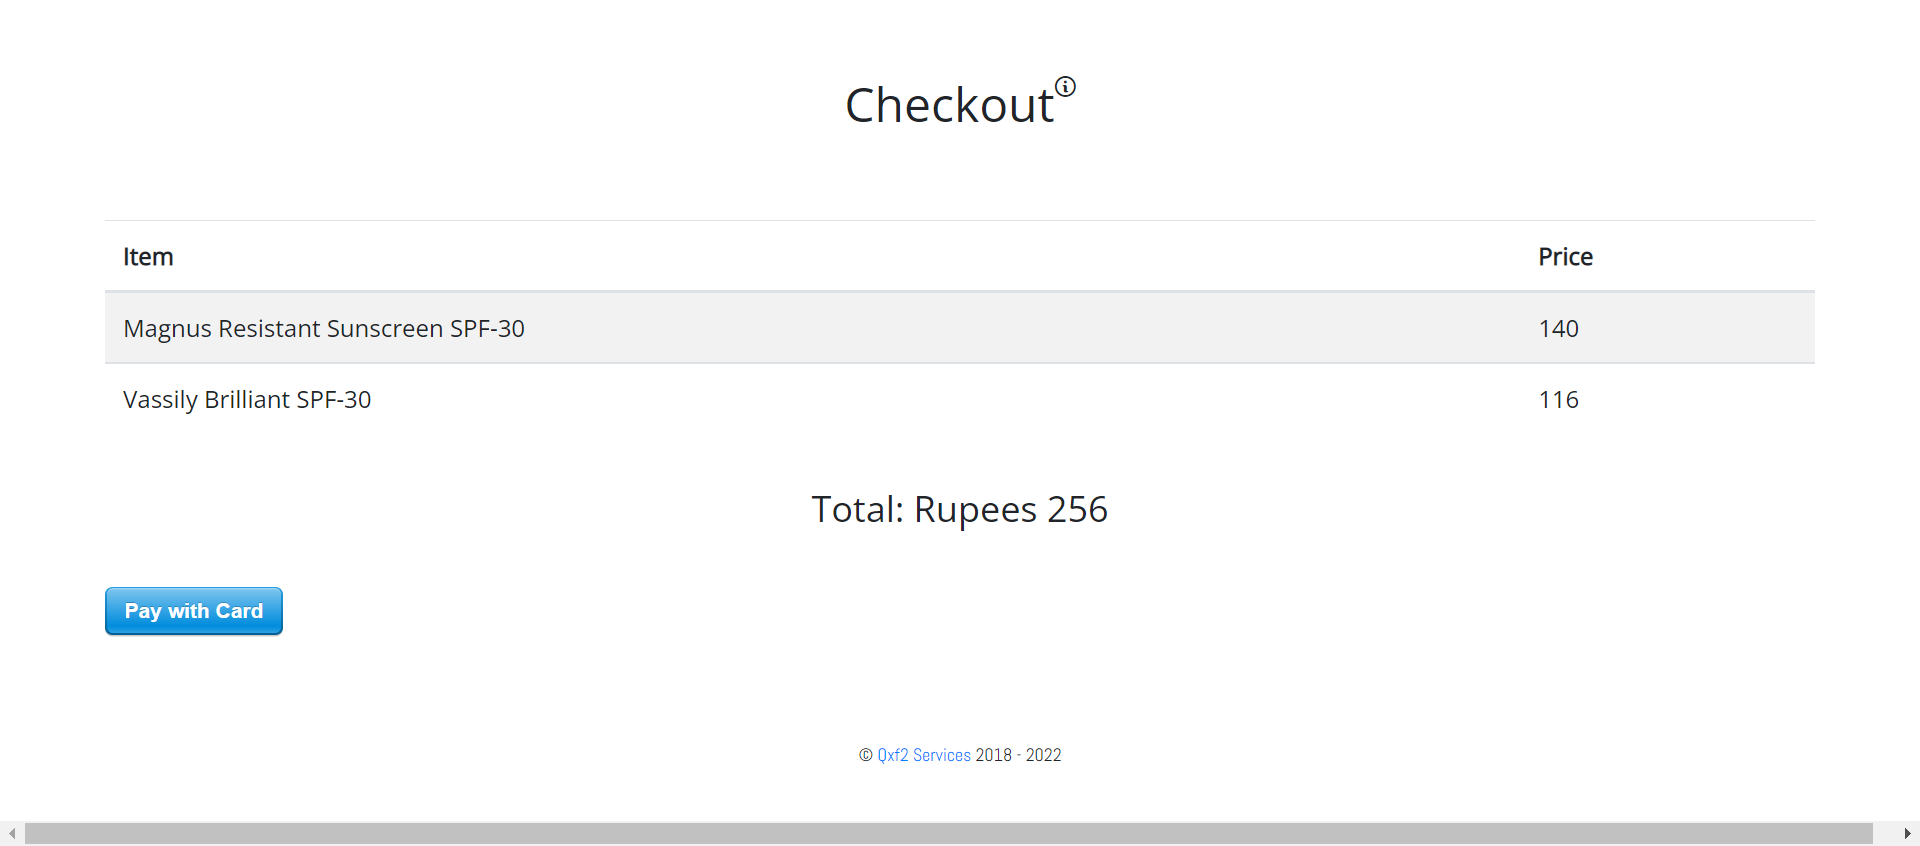 Checkout
Item Price
Magnus Resistant Sunscreen SPF-30 140
Vassily Brilliant SPF-30 116
Total: Rupees 256
Pay with Card
© Qxf2 Services 2018 - 2022